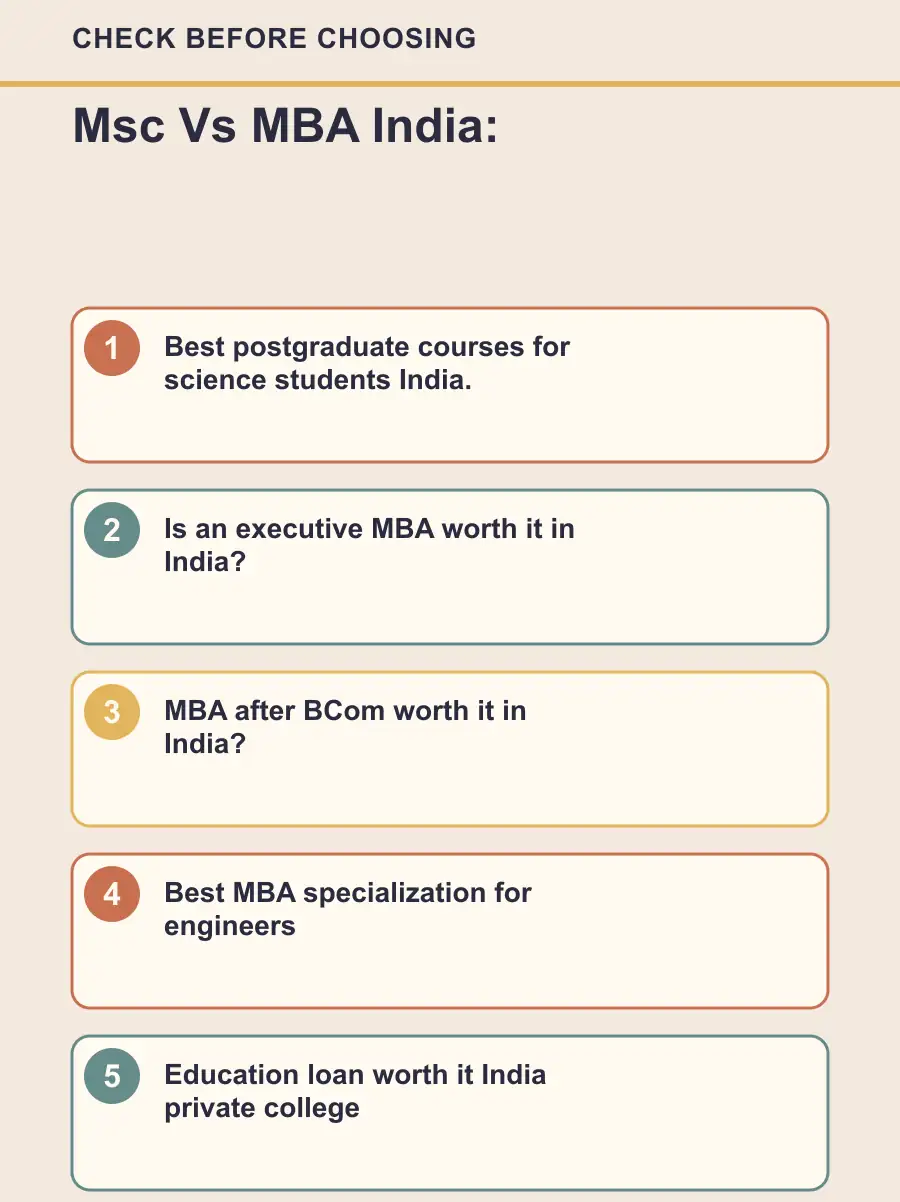 CHECK BEFORE CHOOSING
Msc Vs MBA India:
1
Best postgraduate courses for
science students India.
2
Is an executive MBA worth it in
India?
3
MBA after BCom worth it in
India?
4
Best MBA specialization for
engineers
5
Education loan worth it India
private college